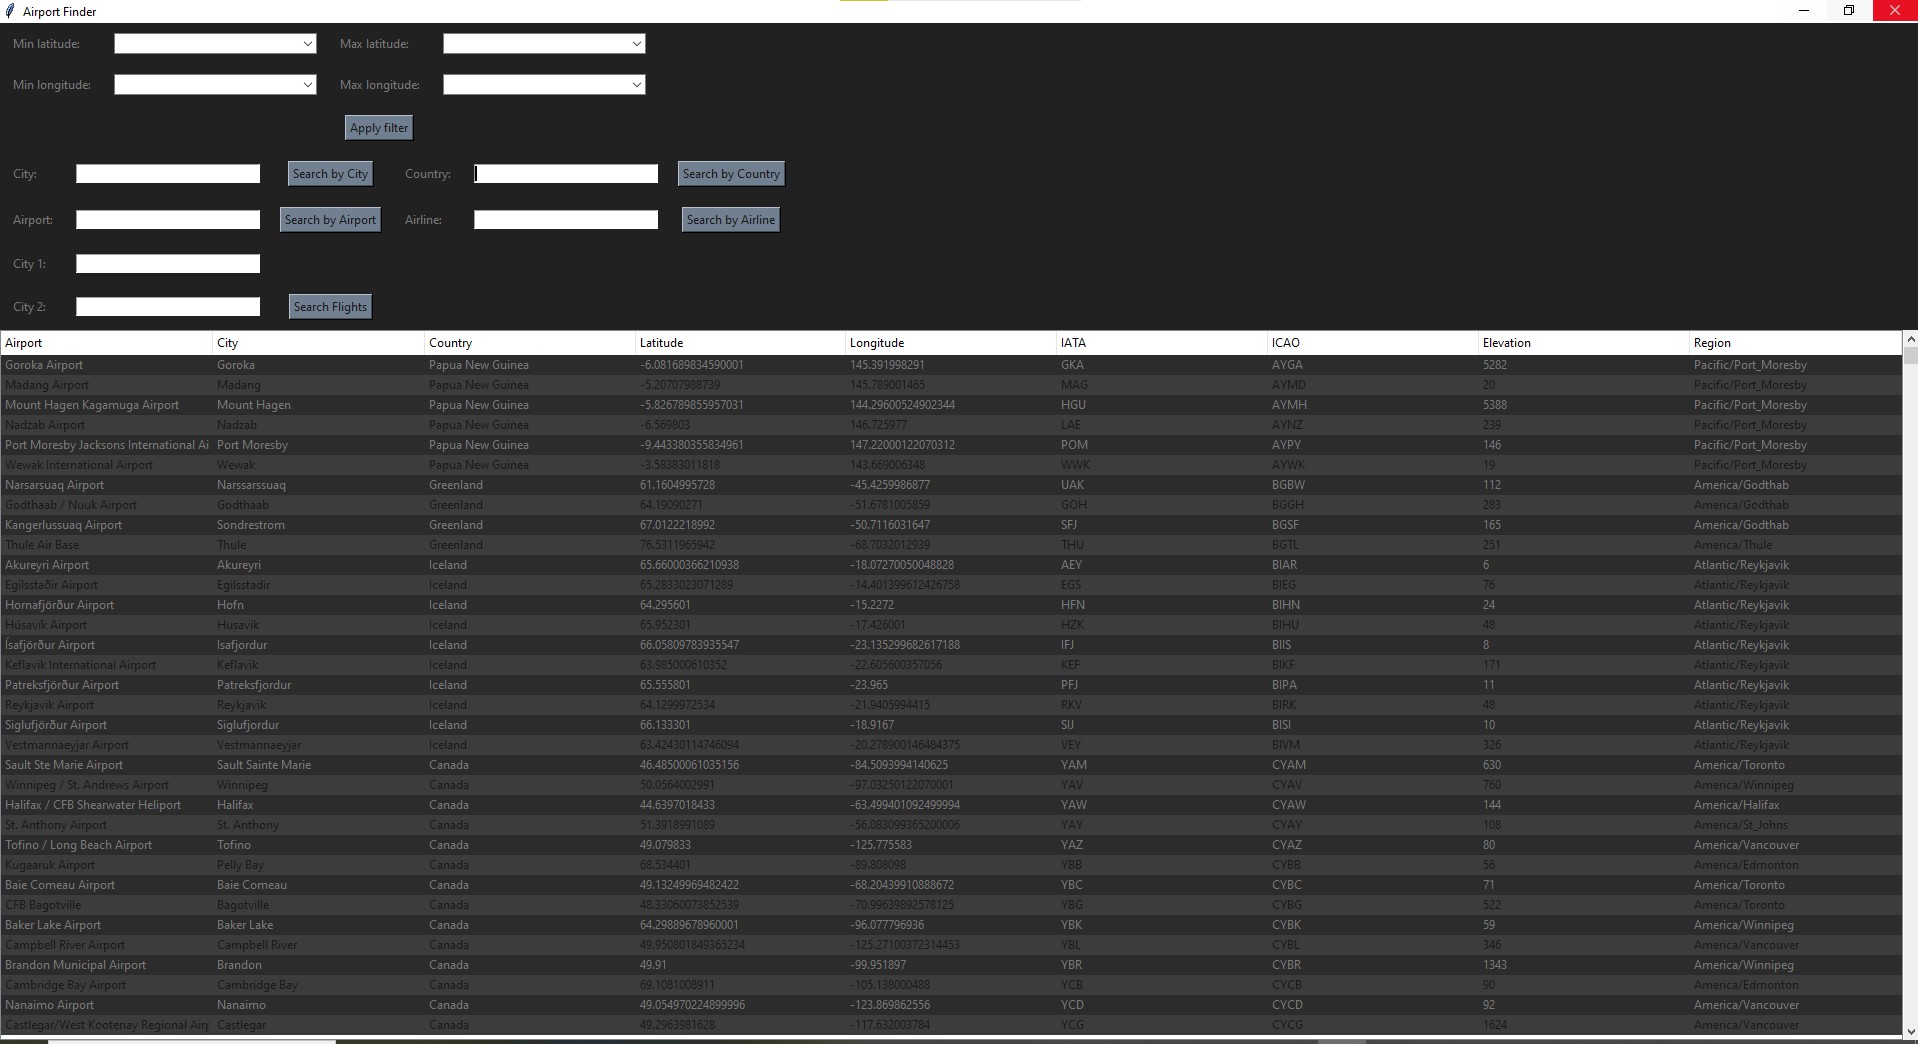 Airport Finder
Min latitude: Max latitude:
Min longitude: Max longitude:
Apply filter
City: Search by City Country: Search by Country
Airport: Search by Airport Airline: Search by Airline
City 1:
City 2: Search Flights
Airport City Country Latitude Longitude IATA ICAO Elevation Region
Goroka Airport Goroka Papua New Guinea -6.081689834590001 145.391998291 GKA AYGA 5282 Pacific/Port_Moresby
Madang Airport Madang Papua New Guinea -5.20707988739 145.789001465 MAG AYMD 20 Pacific/Port_Moresby
Mount Hagen Kagamuga Airport Mount Hagen Papua New Guinea -5.826789855957031 144.29600524902344 HGU AYMH 5388 Pacific/Port_Moresby
Nadzab Airport Nadzab Papua New Guinea -6.569803 146.725977 LAE AYNZ 239 Pacific/Port_Moresby
Port Moresby Jacksons International Ai Port Moresby Papua New Guinea -9.443380355834961 147.22000122070312 POM AYPY 146 Pacific/Port_Moresby
Wewak International Airport Wewak Papua New Guinea -3.58383011818 143.669006348 WWK AYWK 19 Pacific/Port_Moresby
Narsarsuaq Airport Narssarssuaq Greenland 61.1604995728 -45.4259986877 UAK BGBW 112 America/Godthab
Godthaab / Nuuk Airport Godthaab Greenland 64.19090271 -51.6781005859 GOH BGGH 283 America/Godthab
Kangerlussuaq Airport Sondrestrom Greenland 67.0122218992 -50.7116031647 SFJ BGSF 165 America/Godthab
Thule Air Base Thule Greenland 76.5311965942 -68.7032012939 THU BGTL 251 America/Thule
Akureyri Airport Akureyri Iceland 65.66000366210938 -18.07270050048828 AEY BIAR 6 Atlantic/Reykjavik
Egilsstaðir Airport Egilsstadir Iceland 65.2833023071289 -14.401399612426758 EGS BIEG 76 Atlantic/Reykjavik
Hornafjörður Airport Hofn Iceland 64.295601 -15.2272 HFN BIHN 24 Atlantic/Reykjavik
Húsavík Airport Husavik Iceland 65.952301 -17.426001 HZK BIHU 48 Atlantic/Reykjavik
Ísafjörður Airport Isafjordur Iceland 66.05809783935547 -23.135299682617188 IFJ BIIS 8 Atlantic/Reykjavik
Keflavik International Airport Keflavik Iceland 63.985000610352 -22.605600357056 KEF BIKF 171 Atlantic/Reykjavik
Patreksfjörður Airport Patreksfjordur Iceland 65.555801 -23.965 PFJ BIPA 11 Atlantic/Reykjavik
Reykjavik Airport Reykjavik Iceland 64.1299972534 -21.9405994415 RKV BIRK 48 Atlantic/Reykjavik
Siglufjörður Airport Siglufjordur Iceland 66.133301 -18.9167 SIJ BISI 10 Atlantic/Reykjavik
Vestmannaeyjar Airport Vestmannaeyjar Iceland 63.42430114746094 -20.278900146484375 VEY BIVM 326 Atlantic/Reykjavik
Sault Ste Marie Airport Sault Sainte Marie Canada 46.48500061035156 -84.5093994140625 YAM CYAM 630 America/Toronto
Winnipeg / St. Andrews Airport Winnipeg Canada 50.0564002991 -97.03250122070001 YAV CYAV 760 America/Winnipeg
Halifax / CFB Shearwater Heliport Halifax Canada 44.6397018433 -63.499401092499994 YAW CYAW 144 America/Halifax
St. Anthony Airport St. Anthony Canada 51.3918991089 -56.083099365200006 YAY CYAY 108 America/St_Johns
Tofino / Long Beach Airport Tofino Canada 49.079833 -125.775583 YAZ CYAZ 80 America/Vancouver
Kugaaruk Airport Pelly Bay Canada 68.534401 -89.808098 YBB CYBB 56 America/Edmonton
Baie Comeau Airport Baie Comeau Canada 49.13249969482422 -68.20439910888672 YBC CYBC 71 America/Toronto
CFB Bagotville Bagotville Canada 48.33060073852539 -70.99639892578125 YBG CYBG 522 America/Toronto
Baker Lake Airport Baker Lake Canada 64.29889678960001 -96.077796936 YBK CYBK 59 America/Winnipeg
Campbell River Airport Campbell River Canada 49.950801849365234 -125.27100372314453 YBL CYBL 346 America/Vancouver
Brandon Municipal Airport Brandon Canada 49.91 -99.951897 YBR CYBR 1343 America/Winnipeg
Cambridge Bay Airport Cambridge Bay Canada 69.1081008911 -105.138000488 YCB CYCB 90 America/Edmonton
Nanaimo Airport Nanaimo Canada 49.054970224899996 -123.869862556 YCD CYCD 92 America/Vancouver
Castlegar/West Kootenay Regional Airp Castlegar Canada 49.2963981628 -117.632003784 YCG CYCG 1624 America/Vancouver